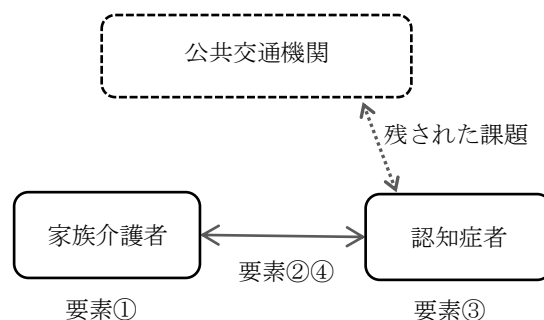 公共交通機関
残された課題
家族介護者
認知症者
要素②④
要素①
要素③